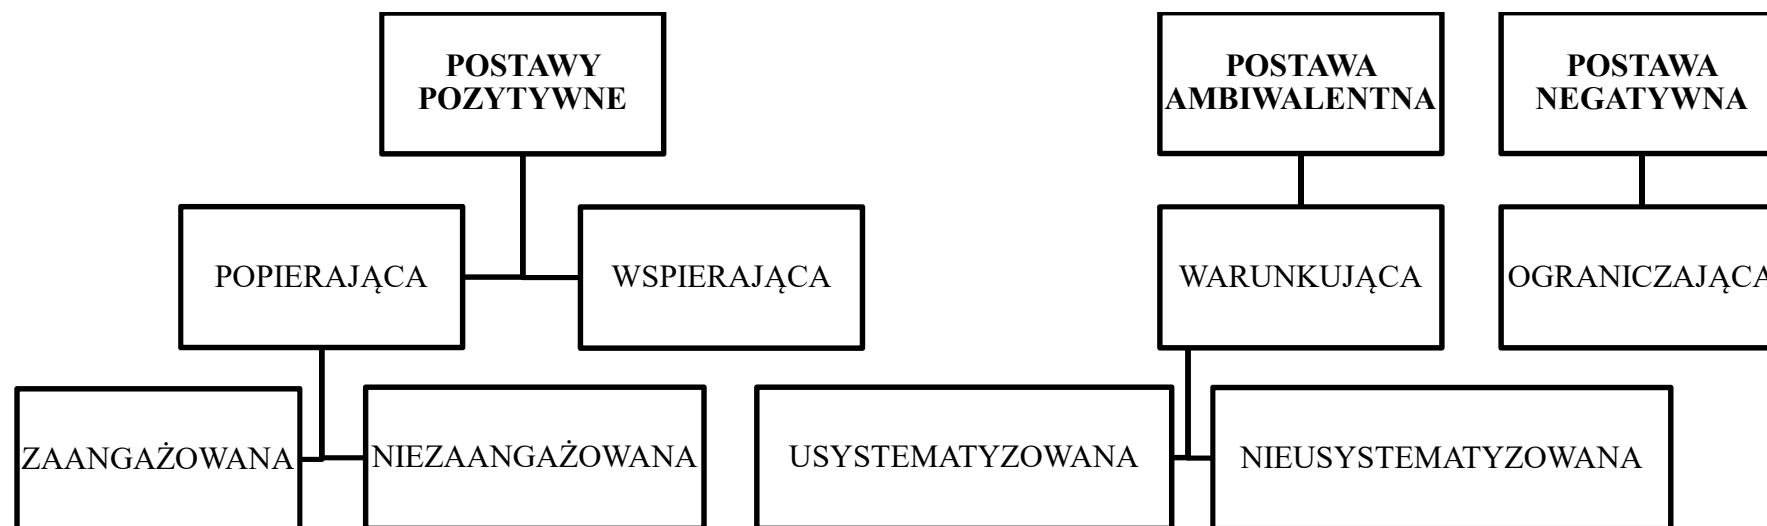 POSTAWY
POZYTYWNE
POSTAWA
AMBIWALENTNA
POSTAWA
NEGATYWNA
POPIERAJĄCA
WSPIERAJĄCA
WARUNKUJĄCA
OGRANICZAJĄCA
ZAANGAŻOWANA
NIEZAANGAŻOWANA
USYSTEMATYZOWANA
NIEUSYSTEMATYZOWANA